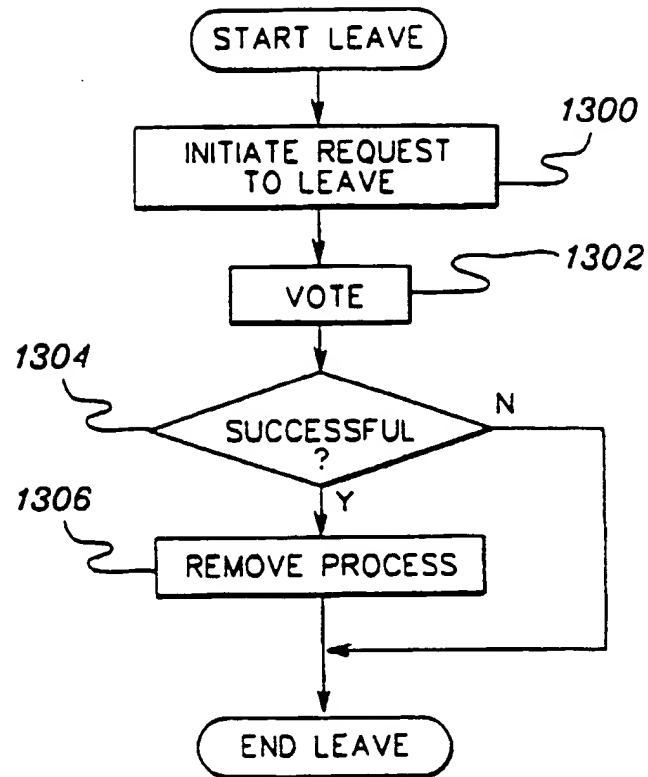 START LEAVE
1300
INITIATE REQUEST
TO LEAVE
1302
VOTE
1304
N
SUCCESSFUL
?
Y
1306
REMOVE PROCESS
END LEAVE